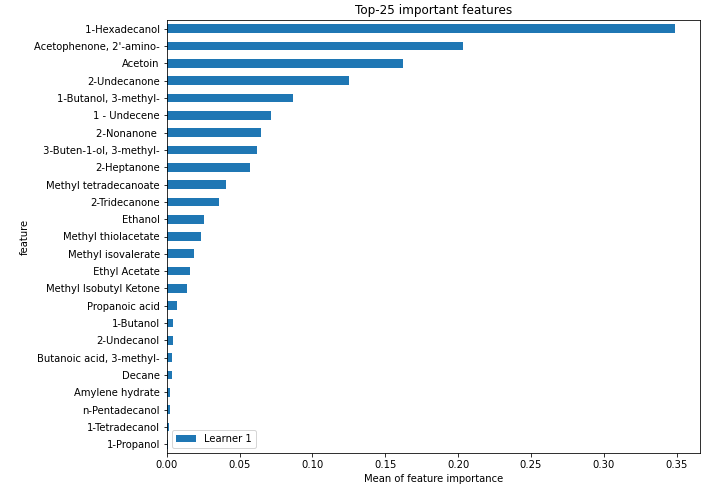 Top-25 important features
1-Hexadecanol
Acetophenone, 2'-amino-
Acetoin
2-Undecanone
1-Butanol, 3-methyl-
1 - Undecene
2-Nonanone
3-Buten-1-ol, 3-methyl-
2-Heptanone
Methyl tetradecanoate
2-Tridecanone
Ethanol
Methyl thiolacetate
Methyl isovalerate
Ethyl Acetate
Methyl Isobutyl Ketone
Propanoic acid
1-Butanol
2-Undecanol
Butanoic acid, 3-methyl-
Decane
Amylene hydrate
n-Pentadecanol
1-Tetradecanol
1-Propanol
feature
Learner 1
0.00 0.05 0.10 0.15 0.20 0.25 0.30 0.35
Mean of feature importance